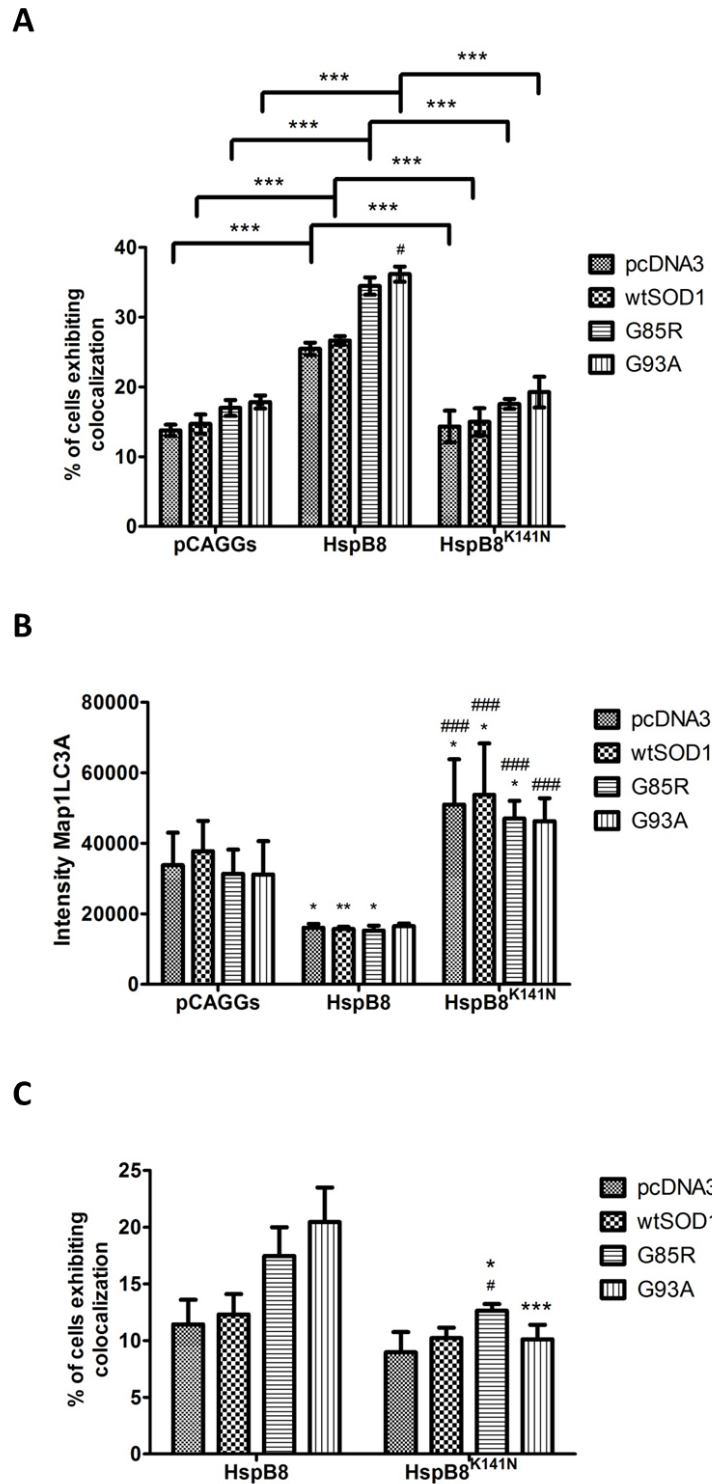 A
*** ***
*** ***
*** ***
*** ***
% of cells exhibiting
colocalization
40
30
20
10
0
#
pCAGGs HspB8 HspB8K141N
pcDNA3
wtSOD1
G85R
G93A
B
Intensity Map1LC3A
80000
60000
40000
20000
0
* ** *
### ### ### ###
* * *
pCAGGs HspB8 HspB8K141N
pcDNA3
wtSOD1
G85R
G93A
C
% of cells exhibiting
colocalization
25
20
15
10
5
0
*
# ***
HspB8 HspB8K141N
pcDNA3
wtSOD1
G85R
G93A